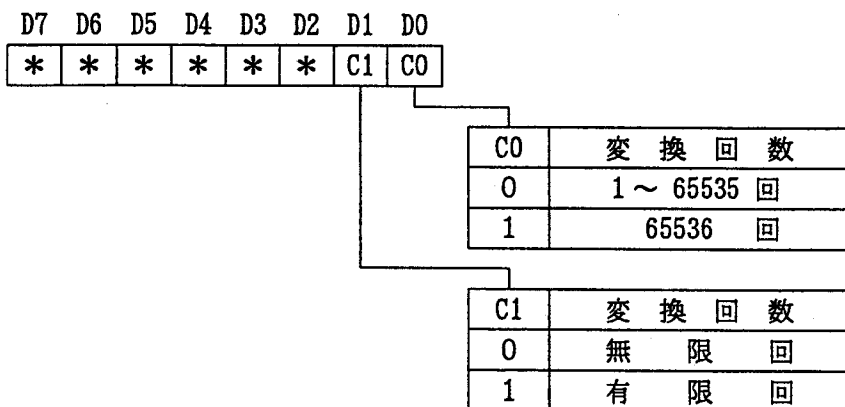 D7 D6 D5 D4 D3 D2 D1 D0
* * * * * * C1 C0
C0 変換回数
0 1～65535 回
1 65536 回
C1 変換回数
0 無限回
1 有限回